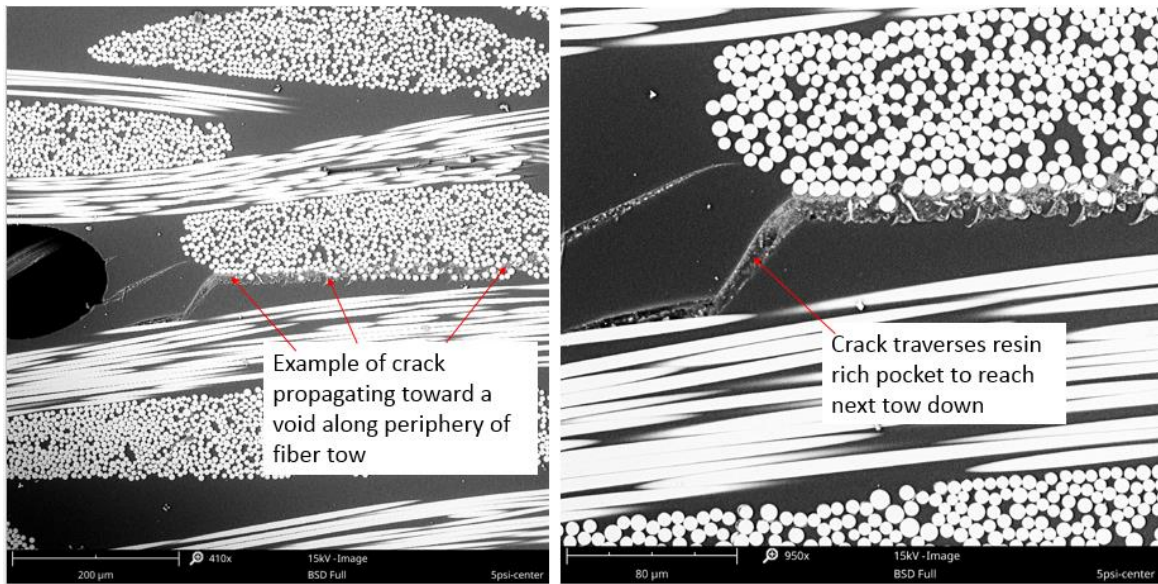 Example of crack
propagating toward a
void along periphery of
fiber tow
200 µm
410x
15kV - Image
BSD Full
5psi-center
Crack traverses resin
rich pocket to reach
next tow down
80 µm
950x
15kV - Image
BSD Full
5psi-center